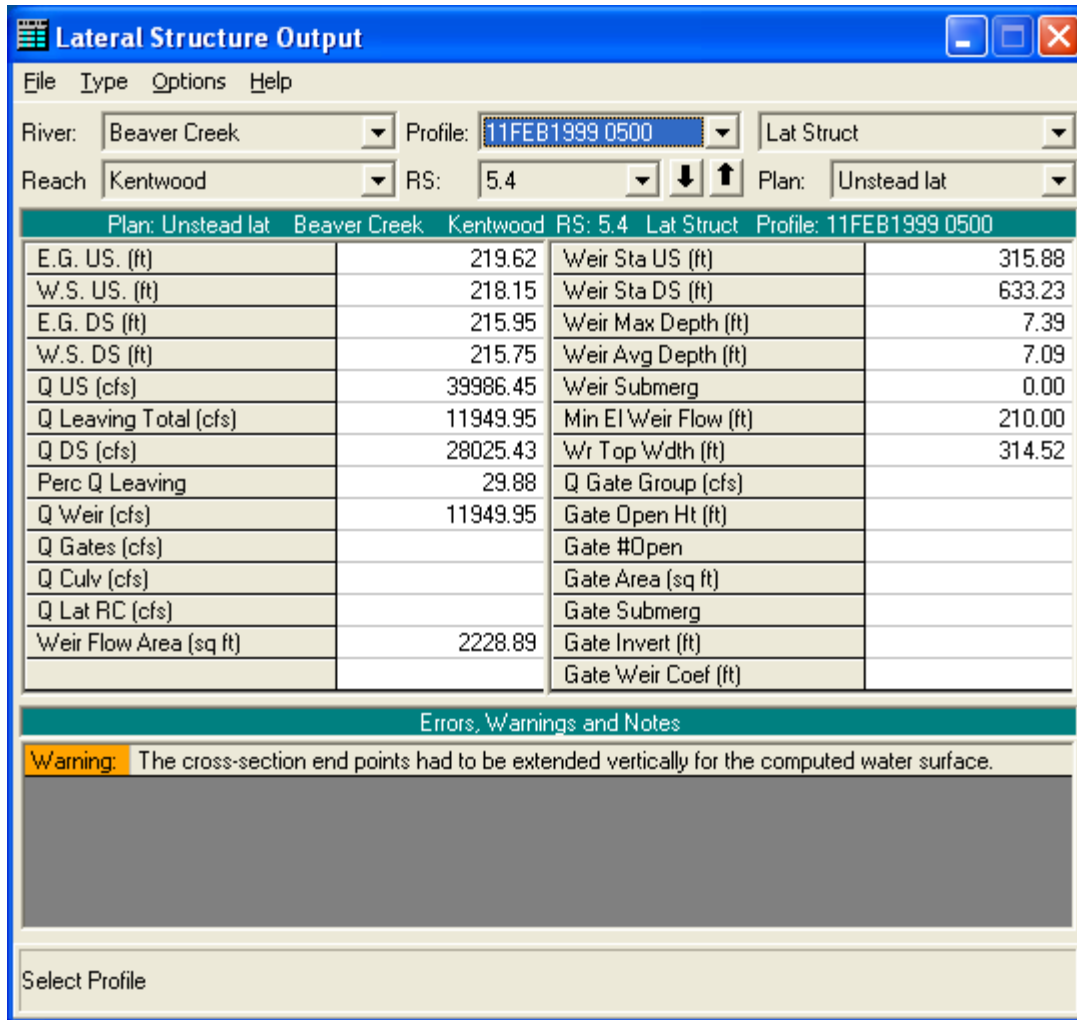 Lateral Structure Output
File Type Options Help
River: Beaver Creek Profile: 11FEB1999 0500 Lat Struct
Reach Kentwood RS: 5.4 Plan: Unstead lat
Plan: Unstead lat Beaver Creek Kentwood RS: 5.4 Lat Struct Profile: 11FEB1999 0500
E.G. US. (ft) 219.62 Weir Sta US (ft) 315.88
W.S. US. (ft) 218.15 Weir Sta DS (ft) 633.23
E.G. DS (ft) 215.95 Weir Max Depth (ft) 7.39
W.S. DS (ft) 215.75 Weir Avg Depth (ft) 7.09
Q US (cfs) 39986.45 Weir Submerg 0.00
Q Leaving Total (cfs) 11949.95 Min El Weir Flow (ft) 210.00
Q DS (cfs) 28025.43 Wr Top Wdth (ft) 314.52
Perc Q Leaving 29.88 Q Gate Group (cfs)
Q Weir (cfs) 11949.95 Gate Open Ht (ft)
Q Gates (cfs) Gate #Open
Q Culv (cfs) Gate Area (sq ft)
Q Lat RC (cfs) Gate Submerg
Weir Flow Area (sq ft) 2228.89 Gate Invert (ft)
Gate Weir Coef (ft)
Errors, Warnings and Notes
Warning: The cross-section end points had to be extended vertically for the computed water surface.
Select Profile